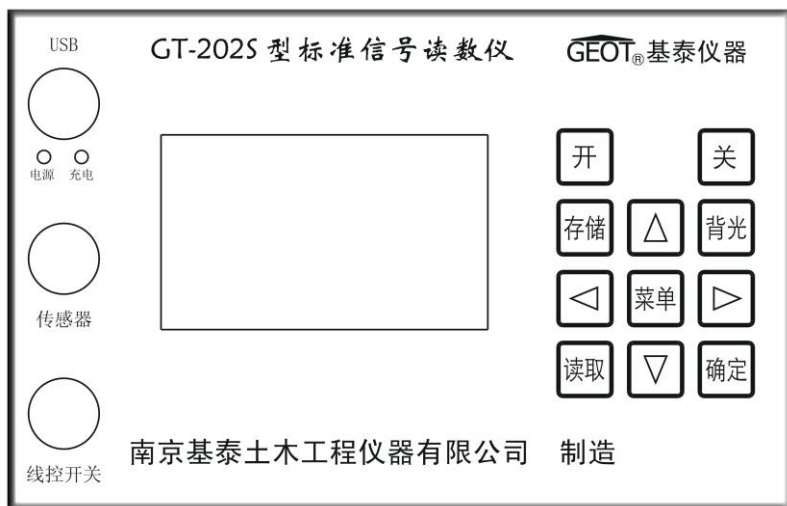 USB
GT-202S 型标准信号读数仪
GEOT®基泰仪器
电源 充电
传感器
线控开关
开 关
存储 背光
菜单
读取 确定
南京基泰土木工程仪器有限公司 制造